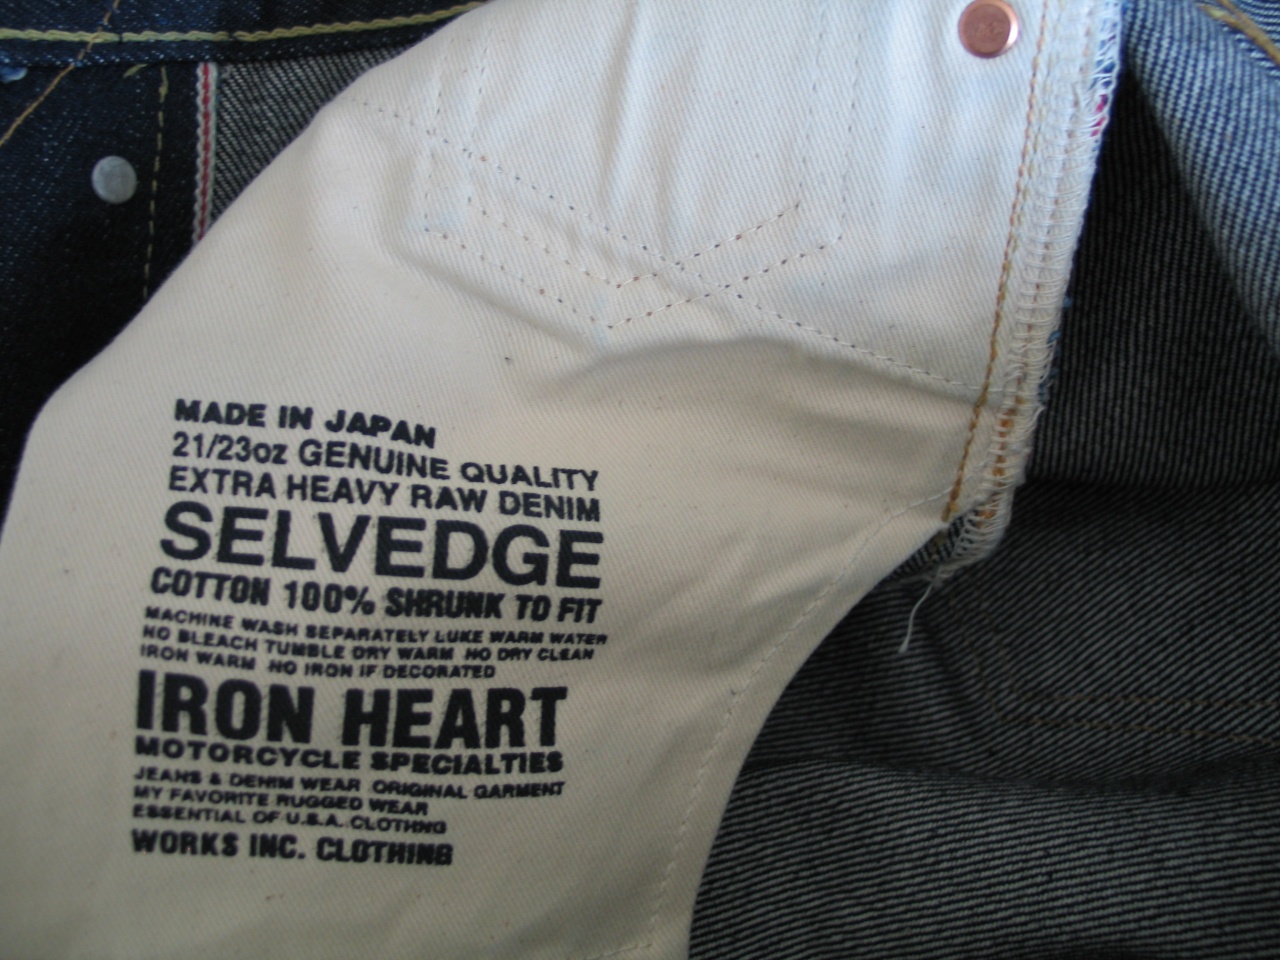 MADE IN JAPAN
21/23oz GENUINE QUALITY
EXTRA HEAVY RAW DENIM
SELVEDGE
COTTON 100% SHRUNK TO FIT
MACHINE WASH SEPARATELY LUKE WARM WATER
NO BLEACH TUMBLE DRY WARM NO DRY CLEAN
IRON WARM NO IRON IF DECORATED
IRON HEART
MOTORCYCLE SPECIALTIES
JEANS & DENIM WEAR ORIGINAL GARMENT
MY FAVORITE RUGGED WEAR
ESSENTIAL OF U.S.A. CLOTHNG
WORKS INC. CLOTHING